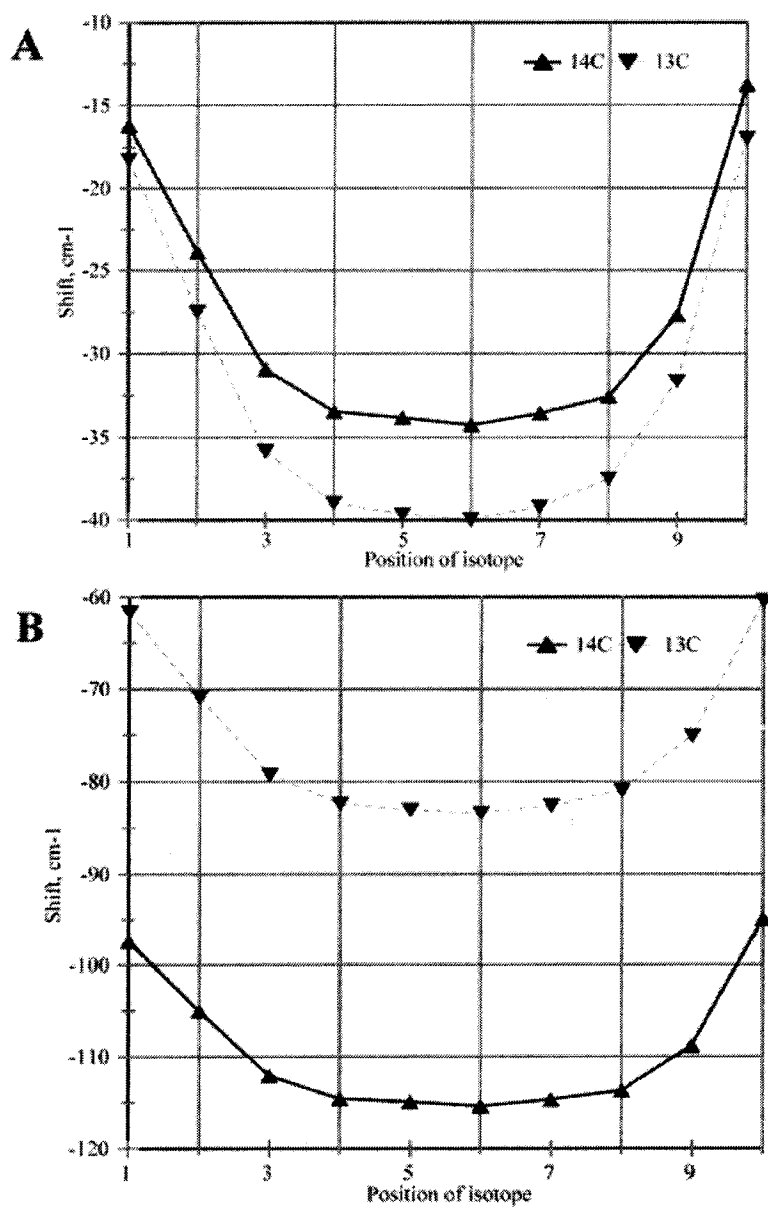 A
-10
14C 13C
-15
-20
-25
-30
-35
-40
Shift, cm-1
1 3 5 7 9
Position of isotope
B
-60
14C 13C
-70
-80
-90
-100
-110
-120
Shift, cm-1
1 3 5 7 9
Position of isotope